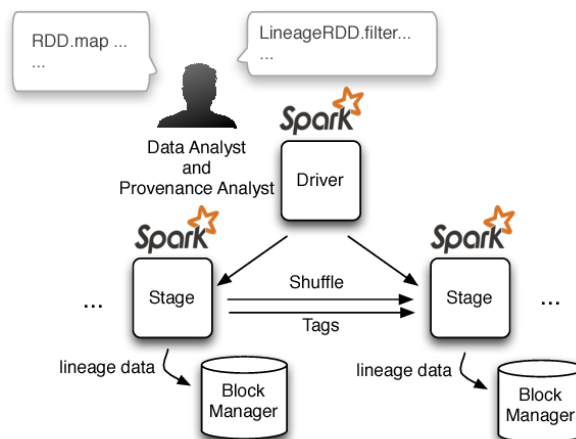 RDD.map ...
...
LineageRDD.filter...
...
Spark
Data Analyst
and
Provenance Analyst
Driver
Spark
Spark
...
Stage
Shuffle
Tags
Stage
...
lineage data
Block
Manager
lineage data
Block
Manager